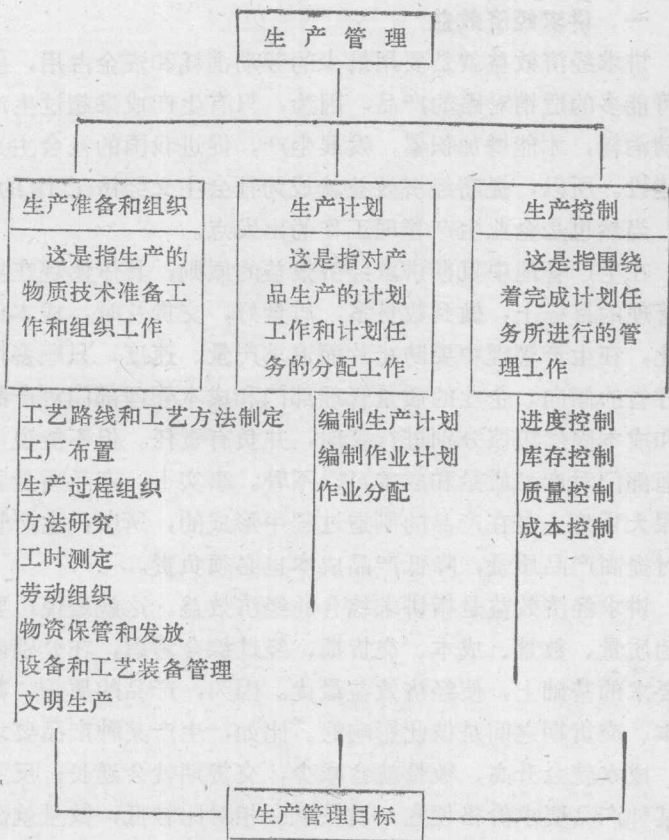 生产管理
生产准备和组织
这是指生产的
物质技术准备工
作和组织工作
生产计划
这是指对产
品生产的计划
工作和计划任
务的分配工作
生产控制
这是指围绕
着完成计划任
务所进行的管
理工作
工艺路线和工艺方法制定
工厂布置
生产过程组织
方法研究
工时测定
劳动组织
物资保管和发放
设备和工艺装备管理
文明生产
编制生产计划
编制作业计划
作业分配
进度控制
库存控制
质量控制
成本控制
生产管理目标